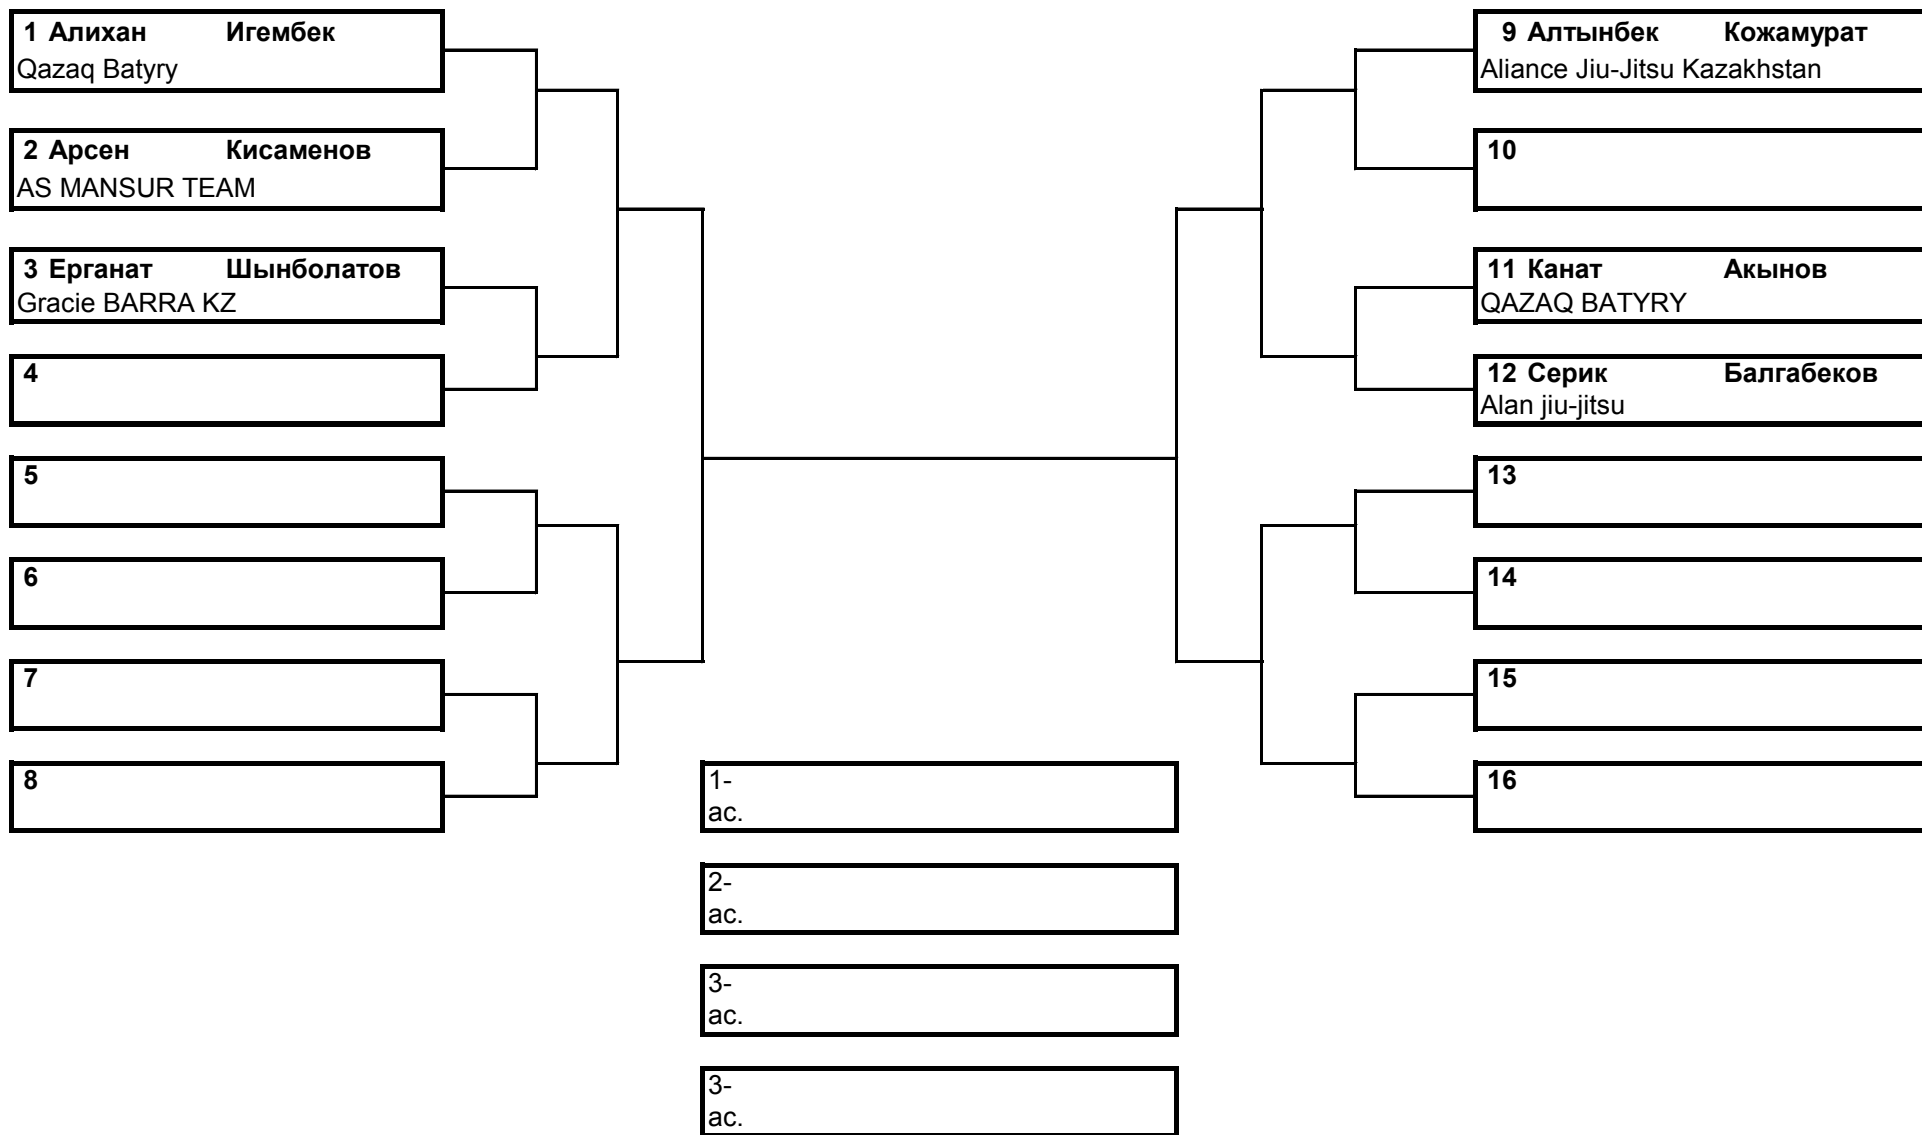 1 Алихан Игембек
Qazaq Batyry
2 Арсен Кисаменов
AS MANSUR TEAM
3 Ерганат Шынболатов
Gracie BARRA KZ
4
5
6
7
8
9 Алтынбек Кожамурат
Aliance Jiu-Jitsu Kazakhstan
10
11 Канат Акынов
QAZAQ BATYRY
12 Серик Балгабеков
Alan jiu-jitsu
13
14
15
16
1-
ас.
2-
ас.
3-
ас.
3-
ас.